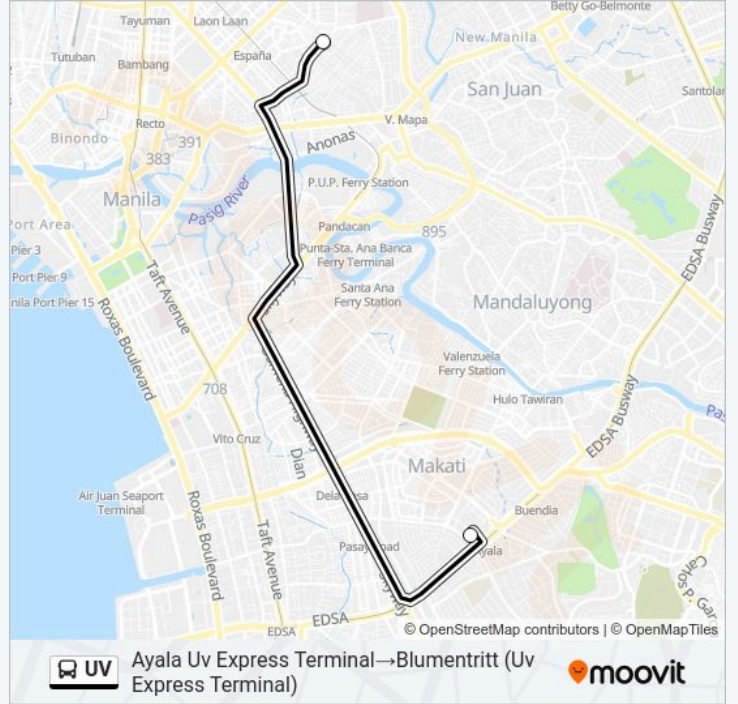 Betty Go-Belmonte
Tayuman
Laon Laan
New Manila
Tutuban
España
Bambang
San Juan
Santolan
Recto
V. Mapa
Binondo
391
Anonas
383
P.U.P. Ferry Station
Manila
Pasig River
Port Area
Pandacan
895
Pier 3
Punta-Sta. Ana Banca
Ferry Terminal
EDSA Busway
Pier 9
Taft Avenue
Santa Ana
Ferry Station
nila Port Pier 15
Mandaluyong
Roxas Boulevard
Valenzuela
Ferry Station
708
Hulo Tawiran
EDSA Busway
Pas
Vito Cruz
Dian
Makati
Air Juan Seaport
Terminal
Roxas Boulevard
Buendia
Taft Avenue
Pasay Road
Ayala
Carlos P. Gar
EDSA
EDSA
© OpenStreetMap contributors | © OpenMapTiles
UV
Ayala Uv Express Terminal→Blumentritt (Uv
Express Terminal)
moovit